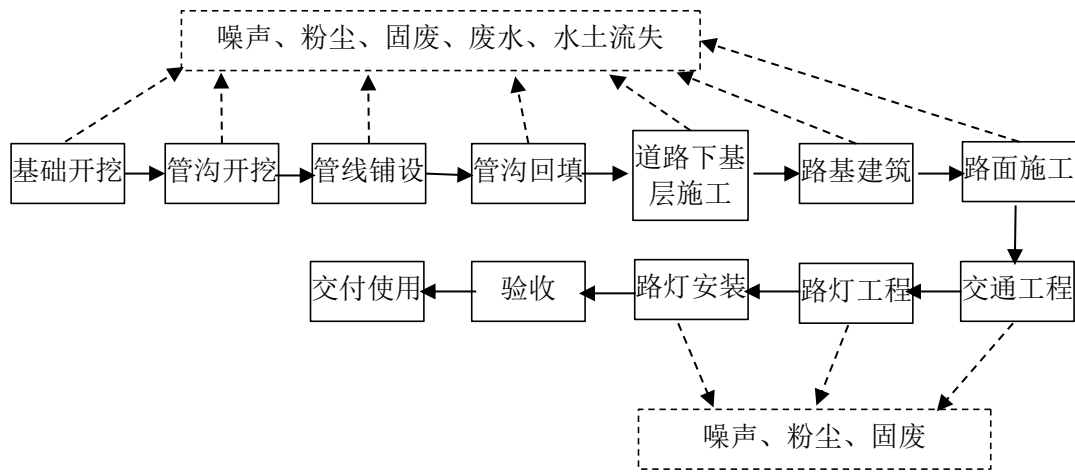 噪声、粉尘、固废、废水、水土流失
基础开挖
管沟开挖
管线铺设
管沟回填
道路下基
层施工
路基建筑
路面施工
交付使用
验收
路灯安装
路灯工程
交通工程
噪声、粉尘、固废